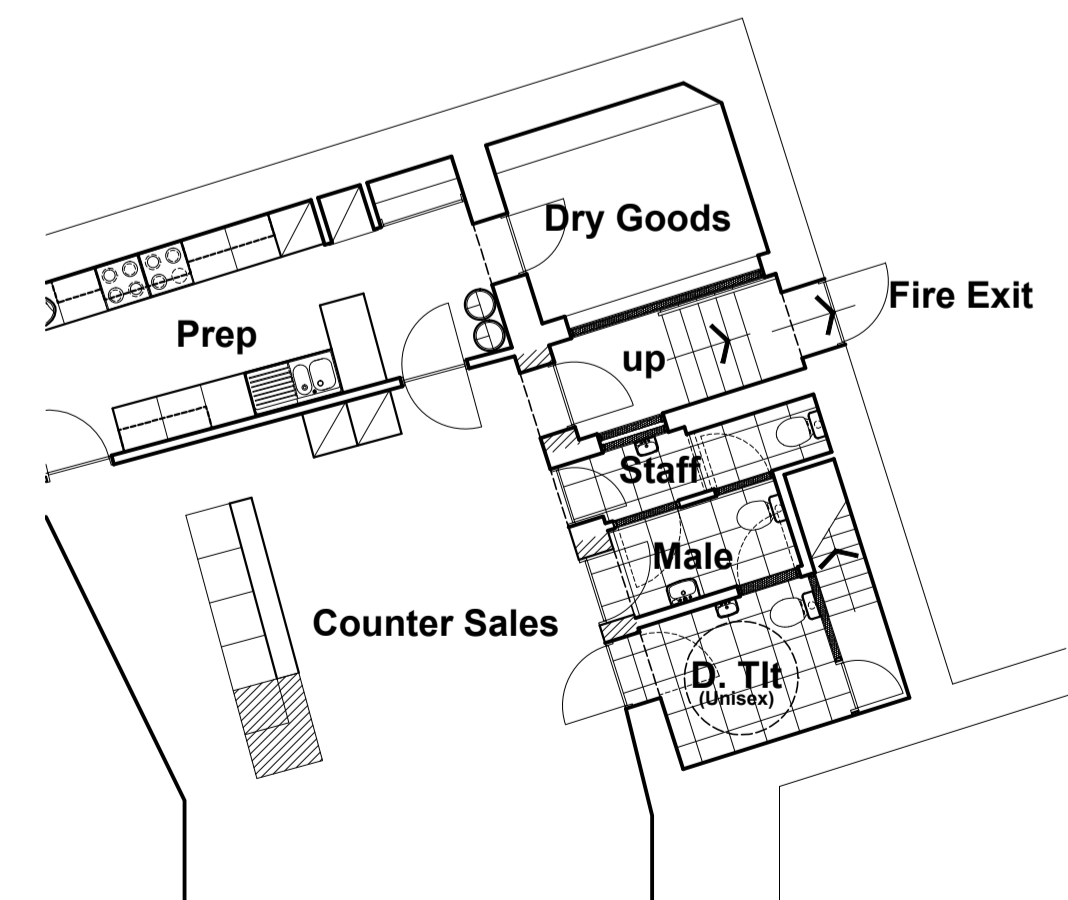 Dry Goods
Fire Exit
Prep
up
Staff
Male
Counter Sales
D. Tlt
(Unisex)